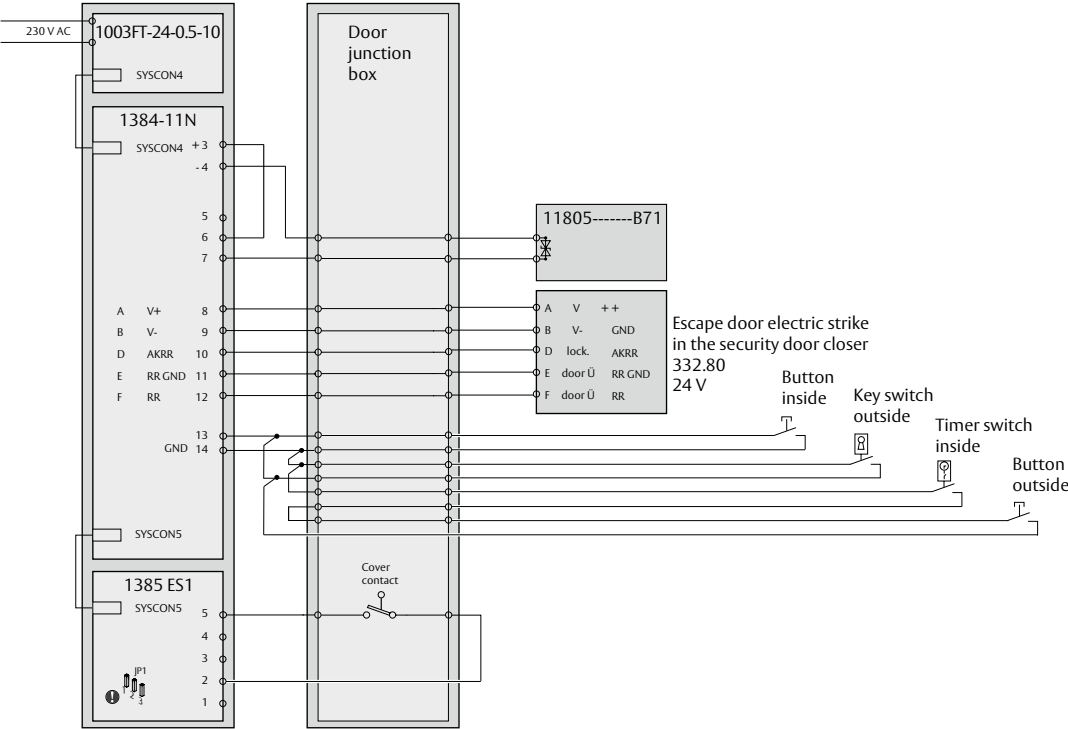 230 V AC
1003FT-24-0.5-10
SYSCON4
1384-11N
SYSCON4 +3
-4
5
6
7
A V+ 8
B V- 9
D AKRR 10
E RR GND 11
F RR 12
13
GND 14
SYSCON5
1385 ES1
SYSCON5 5
4
3
2
1
JP1
1
2
3
Door
junction
box
Cover
contact
11805-------B71
A V ++
B V- GND
D lock. AKRR
E door Ü RR GND
F door Ü RR
Escape door electric strike
in the security door closer
332.80
24 V
Button
inside
Key switch
outside
Timer switch
inside
Button
outside